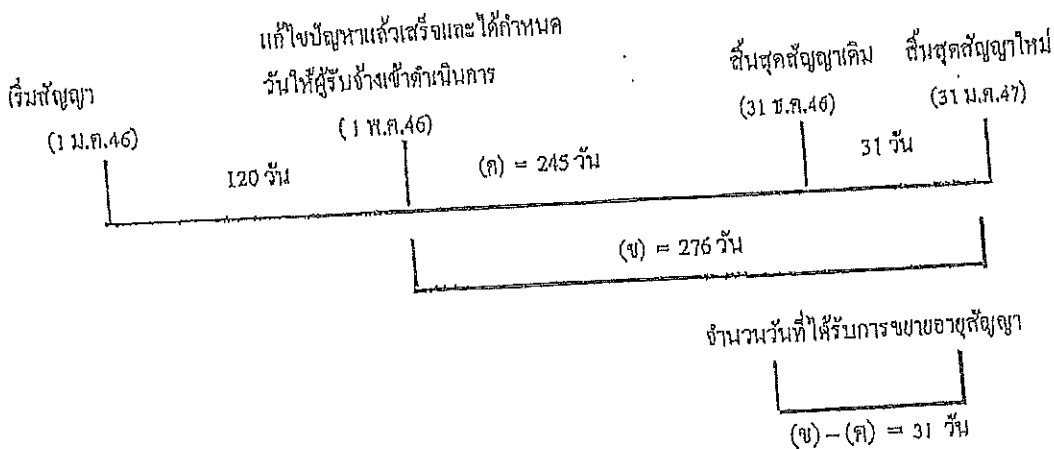 แก้ไขปัญหาแล้วเสร็จและได้กำหนด
วันให้ผู้รับจ้างเข้าดำเนินการ
เริ่มสัญญา
สิ้นสุดสัญญาเดิม
สิ้นสุดสัญญาใหม่
(1 ม.ค.46)
(1 พ.ค.46)
(31 ธ.ค.46)
(31 ม.ค.47)
120 วัน
(ค) = 245 วัน
31 วัน
(ข) = 276 วัน
จำนวนวันที่ได้รับการขยายอายุสัญญา
(ข) – (ค) = 31 วัน